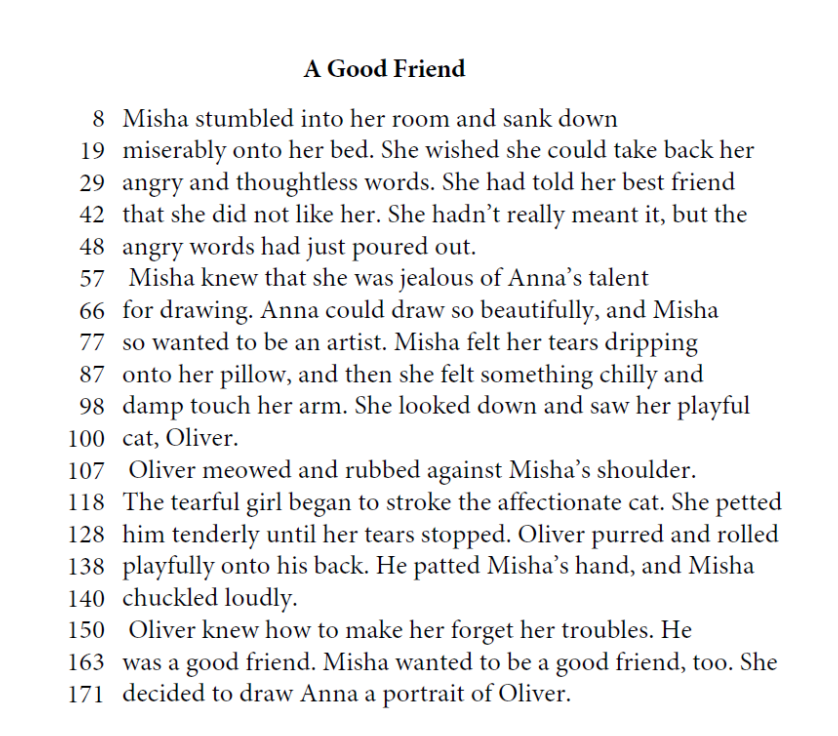 A Good Friend
8 Misha stumbled into her room and sank down
19 miserably onto her bed. She wished she could take back her
29 angry and thoughtless words. She had told her best friend
42 that she did not like her. She hadn’t really meant it, but the
48 angry words had just poured out.
57 Misha knew that she was jealous of Anna’s talent
66 for drawing. Anna could draw so beautifully, and Misha
77 so wanted to be an artist. Misha felt her tears dripping
87 onto her pillow, and then she felt something chilly and
98 damp touch her arm. She looked down and saw her playful
100 cat, Oliver.
107 Oliver meowed and rubbed against Misha’s shoulder.
118 The tearful girl began to stroke the affectionate cat. She petted
128 him tenderly until her tears stopped. Oliver purred and rolled
138 playfully onto his back. He patted Misha’s hand, and Misha
140 chuckled loudly.
150 Oliver knew how to make her forget her troubles. He
163 was a good friend. Misha wanted to be a good friend, too. She
171 decided to draw Anna a portrait of Oliver.